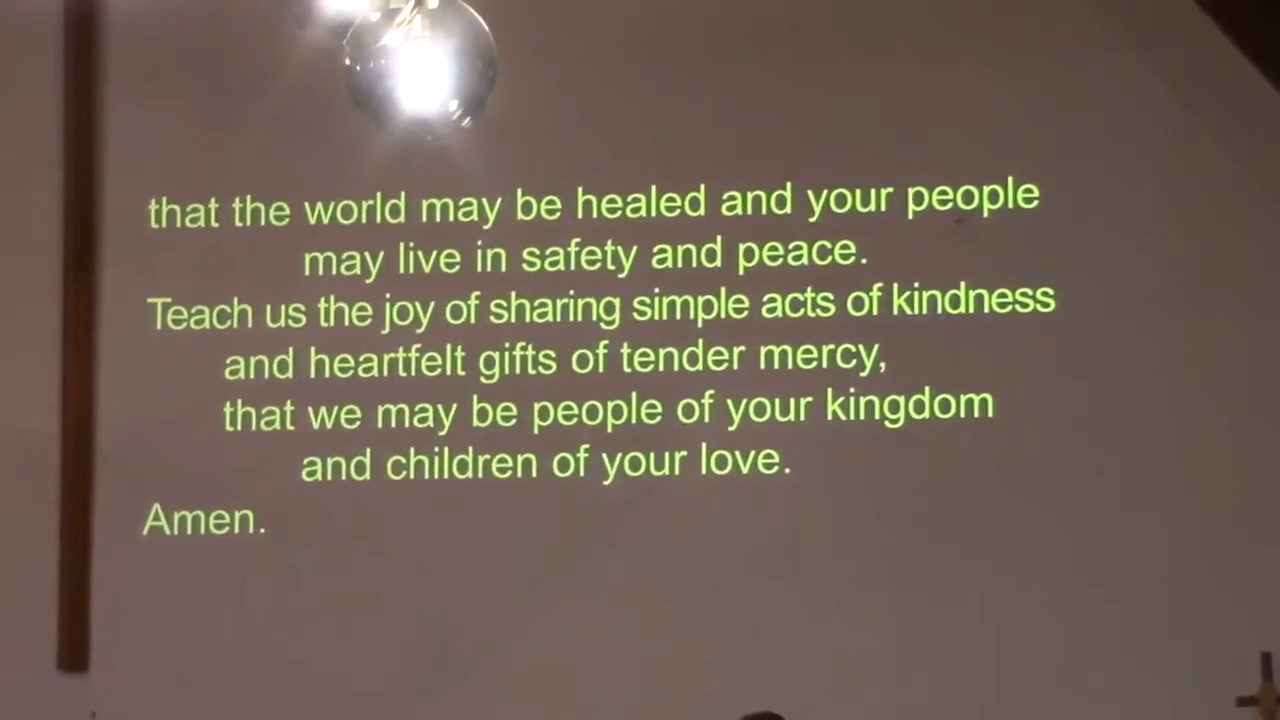 that the world may be healed and your people
may live in safety and peace.
Teach us the joy of sharing simple acts of kindness
and heartfelt gifts of tender mercy,
that we may be people of your kingdom
and children of your love.
Amen.